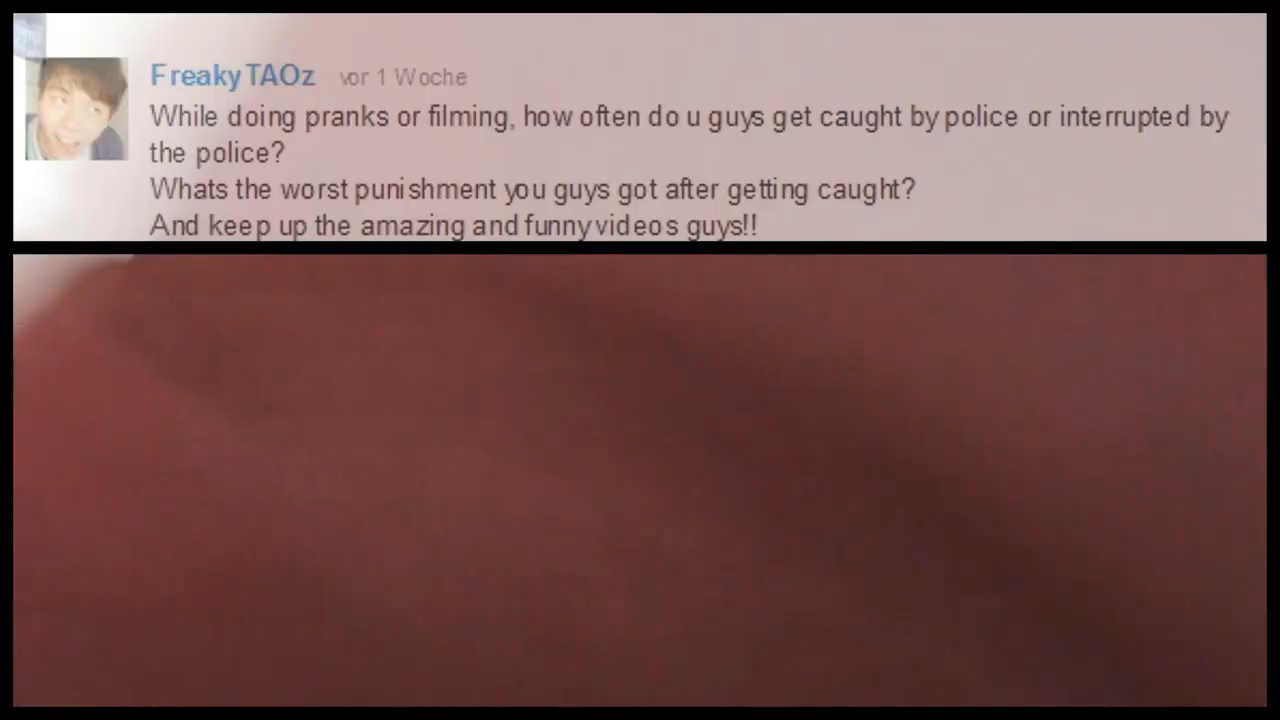 FreakyTAOz vor 1 Woche
While doing pranks or filming, how often do u guys get caught by police or interrupted by
the police?
Whats the worst punishment you guys got after getting caught?
And keep up the amazing and funny videos guys!!